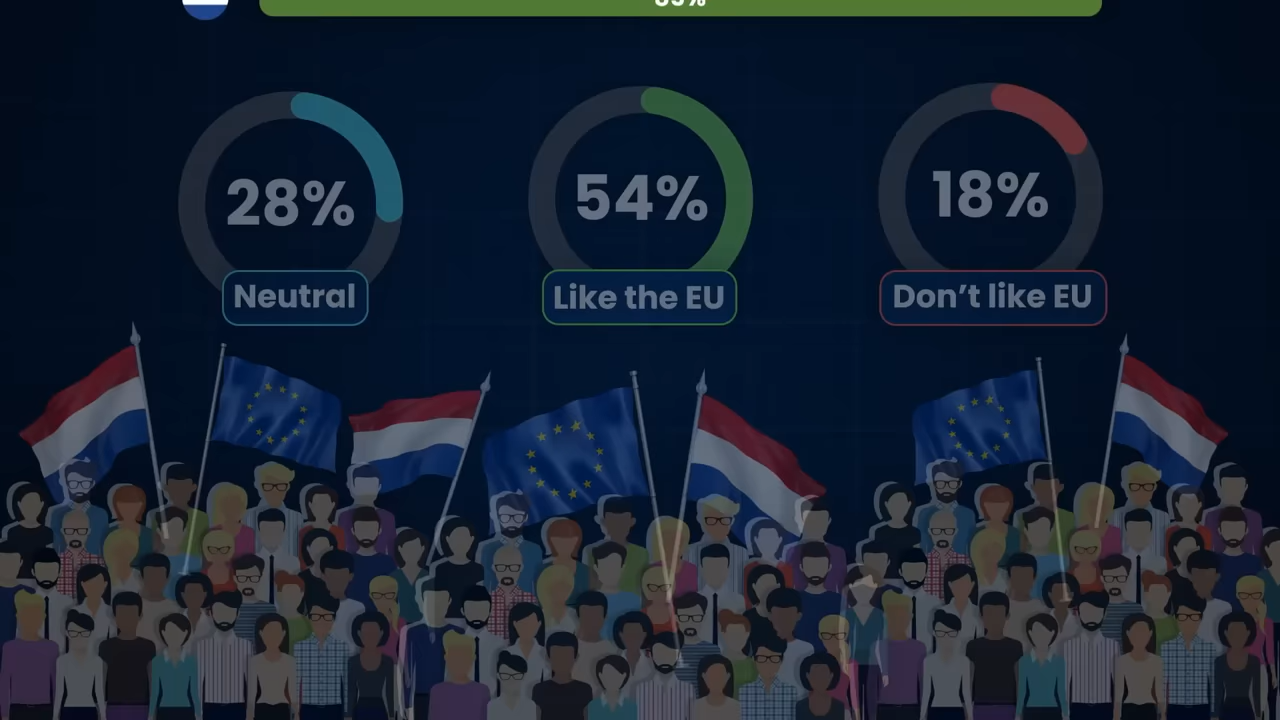 28%
54%
18%
Neutral
Like the EU
Don’t like EU